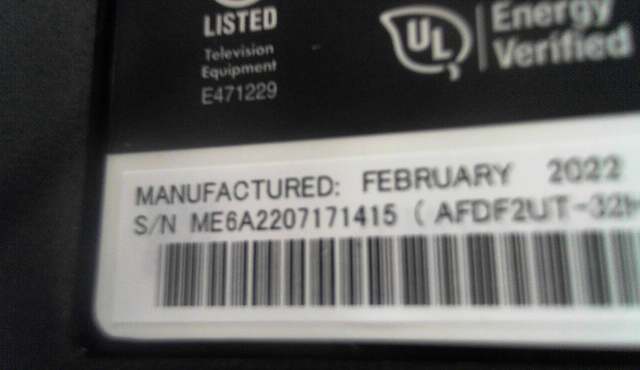 LISTED
Television
Equipment
E471229
UL
Energy
Verified
MANUFACTURED: FEBRUARY 2022
S/N ME6A2207171415 ( AFDF2UT-32